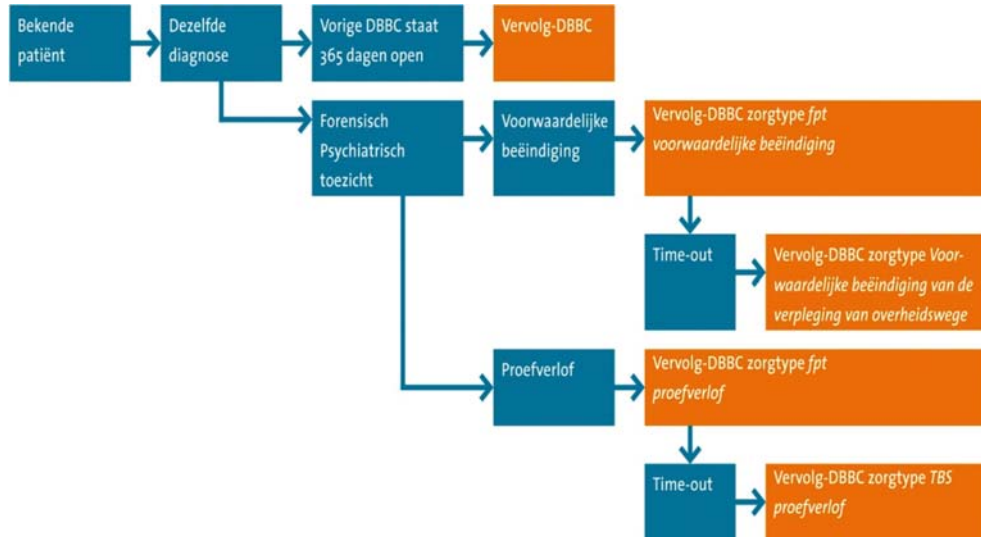 Bekende
patiënt
Dezelfde
diagnose
Vorige DBBC staat
365 dagen open
Vervolg-DBBC
Forensisch
Psychiatrisch
toezicht
Voorwaardelijke
beëindiging
Vervolg-DBBC zorgtype fpt
voorwaardelijke beëindiging
Time-out
Vervolg-DBBC zorgtype Voor-
waardelijke beëindiging van de
verpleging van overheidswege
Proefverlof
Vervolg-DBBC zorgtype fpt
proefverlof
Time-out
Vervolg-DBBC zorgtype TBS
proefverlof